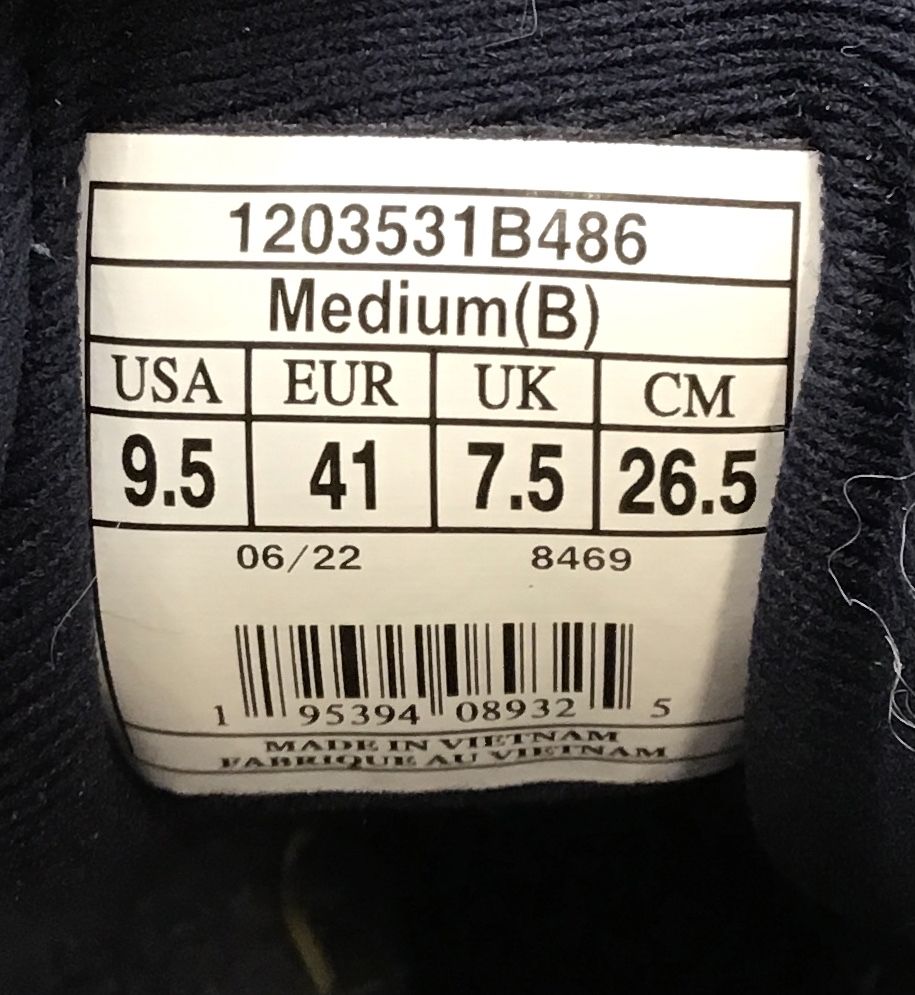 1203531B486
Medium(B)
USA EUR UK CM
9.5 41 7.5 26.5
06/22 8469
1 95394 08932 5
MADE IN VIETNAM
FABRIQUE AU VIETNAM